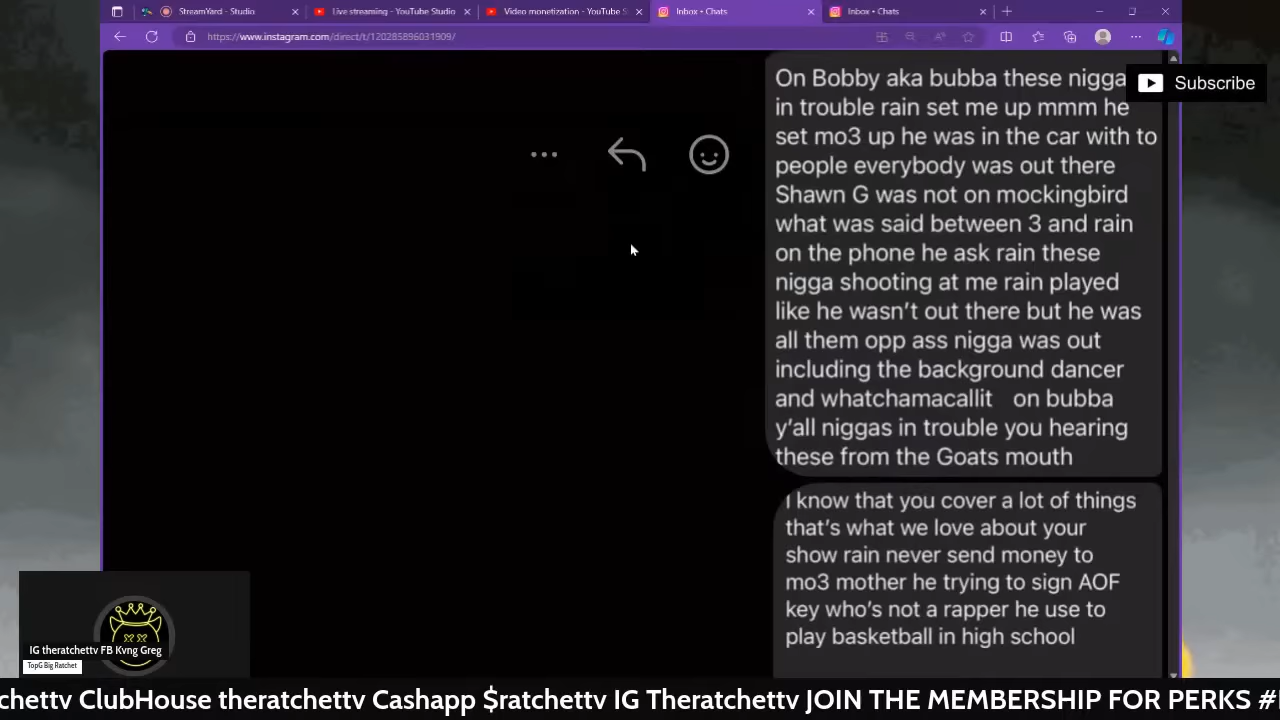 StreamYard - Studio
Live streaming - YouTube Studio
Video monetization - YouTube S
Inbox • Chats
Inbox • Chats
https://www.instagram.com/direct/t/120285896031909/
Subscribe
On Bobby aka bubba these nigga
in trouble rain set me up mmm he
set mo3 up he was in the car with to
people everybody was out there
Shawn G was not on mockingbird
what was said between 3 and rain
on the phone he ask rain these
nigga shooting at me rain played
like he wasn't out there but he was
all them opp ass nigga was out
including the background dancer
and whatchamacallit on bubba
y'all niggas in trouble you hearing
these from the Goats mouth
I know that you cover a lot of things
that's what we love about your
show rain never send money to
mo3 mother he trying to sign AOF
key who's not a rapper he use to
play basketball in high school
IG theratchettv FB Kvng Greg
TopG Big Ratchet
chettv ClubHouse theratchettv Cashapp $ratchettv IG Theratchettv JOIN THE MEMBERSHIP FOR PERKS #